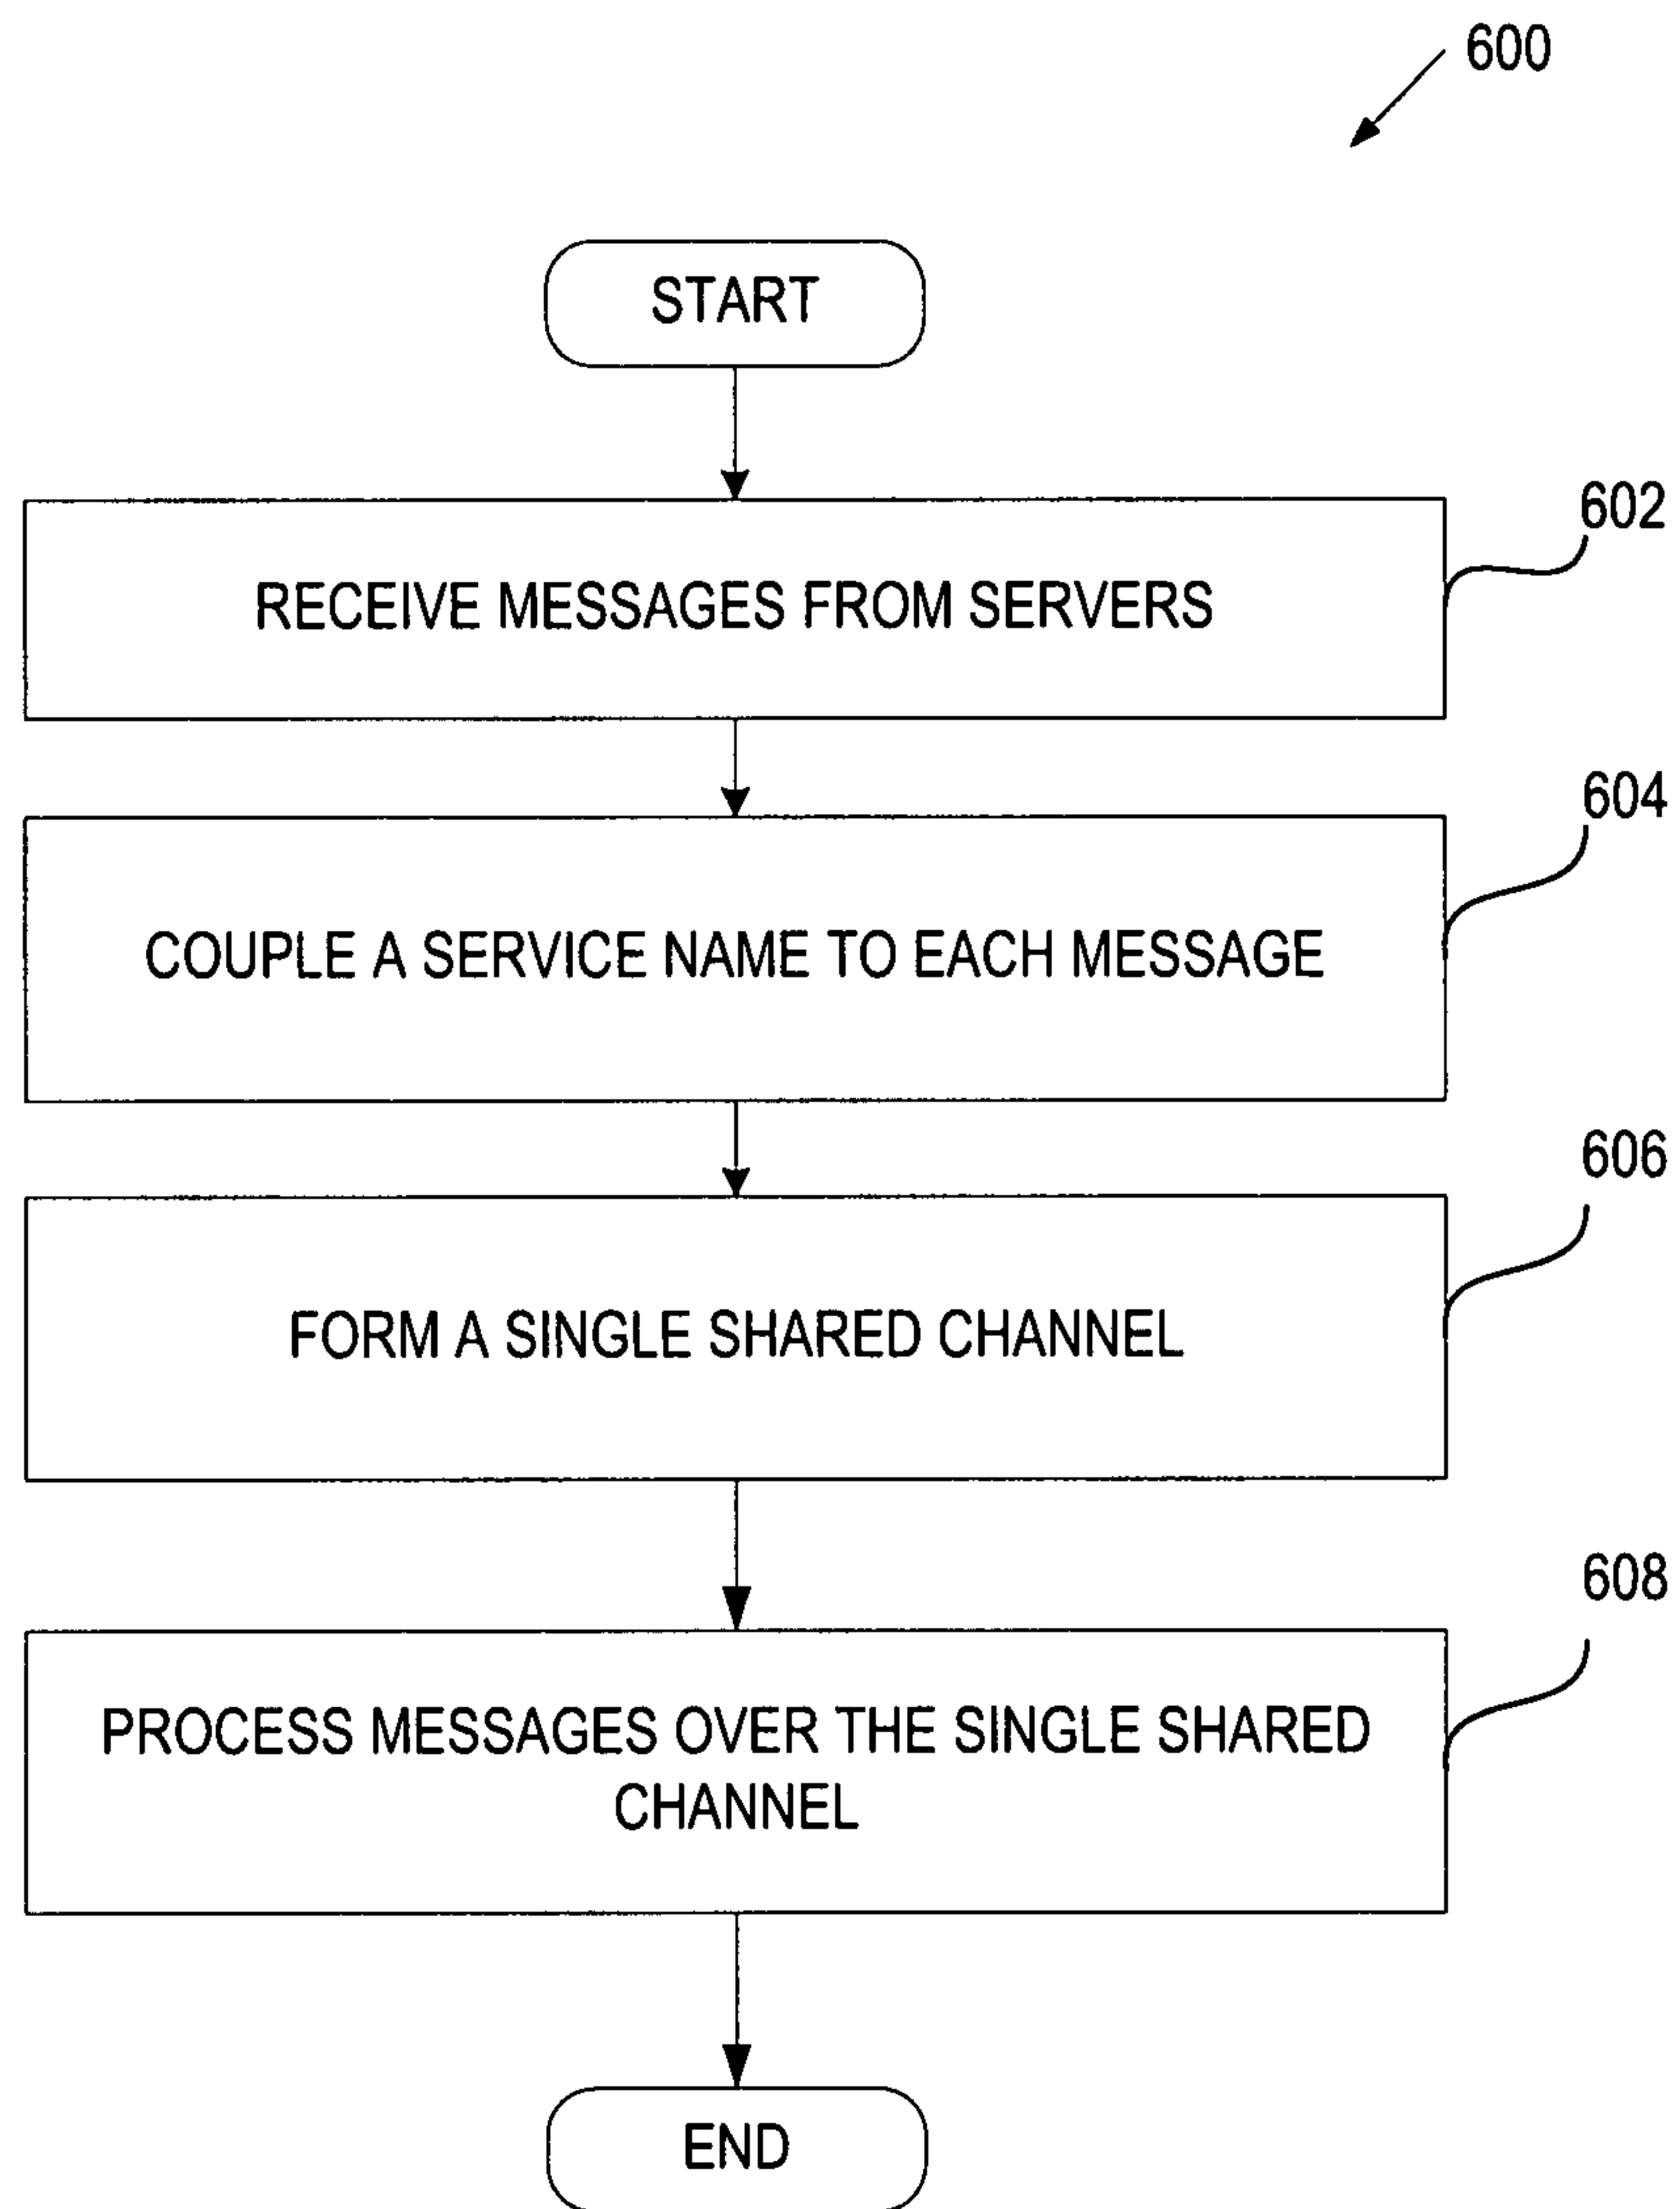 600
START
602
RECEIVE MESSAGES FROM SERVERS
604
COUPLE A SERVICE NAME TO EACH MESSAGE
606
FORM A SINGLE SHARED CHANNEL
608
PROCESS MESSAGES OVER THE SINGLE SHARED
CHANNEL
END